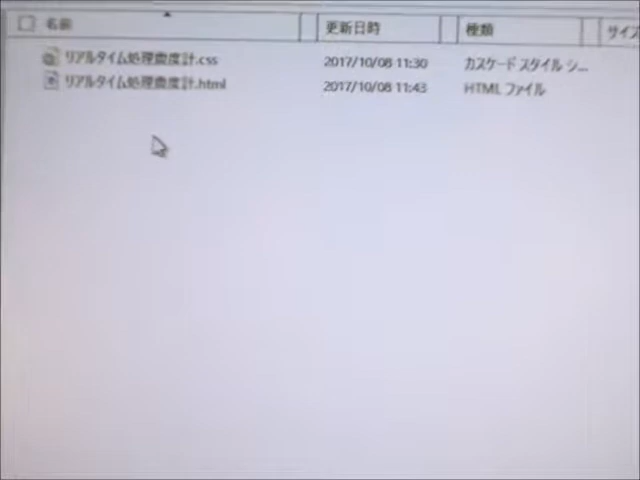 名前 更新日時 種類 サイズ
リアルタイム処理震度計.css 2017/10/08 11:30 カスケード スタイル シ...
リアルタイム処理震度計.html 2017/10/08 11:43 HTML ファイル